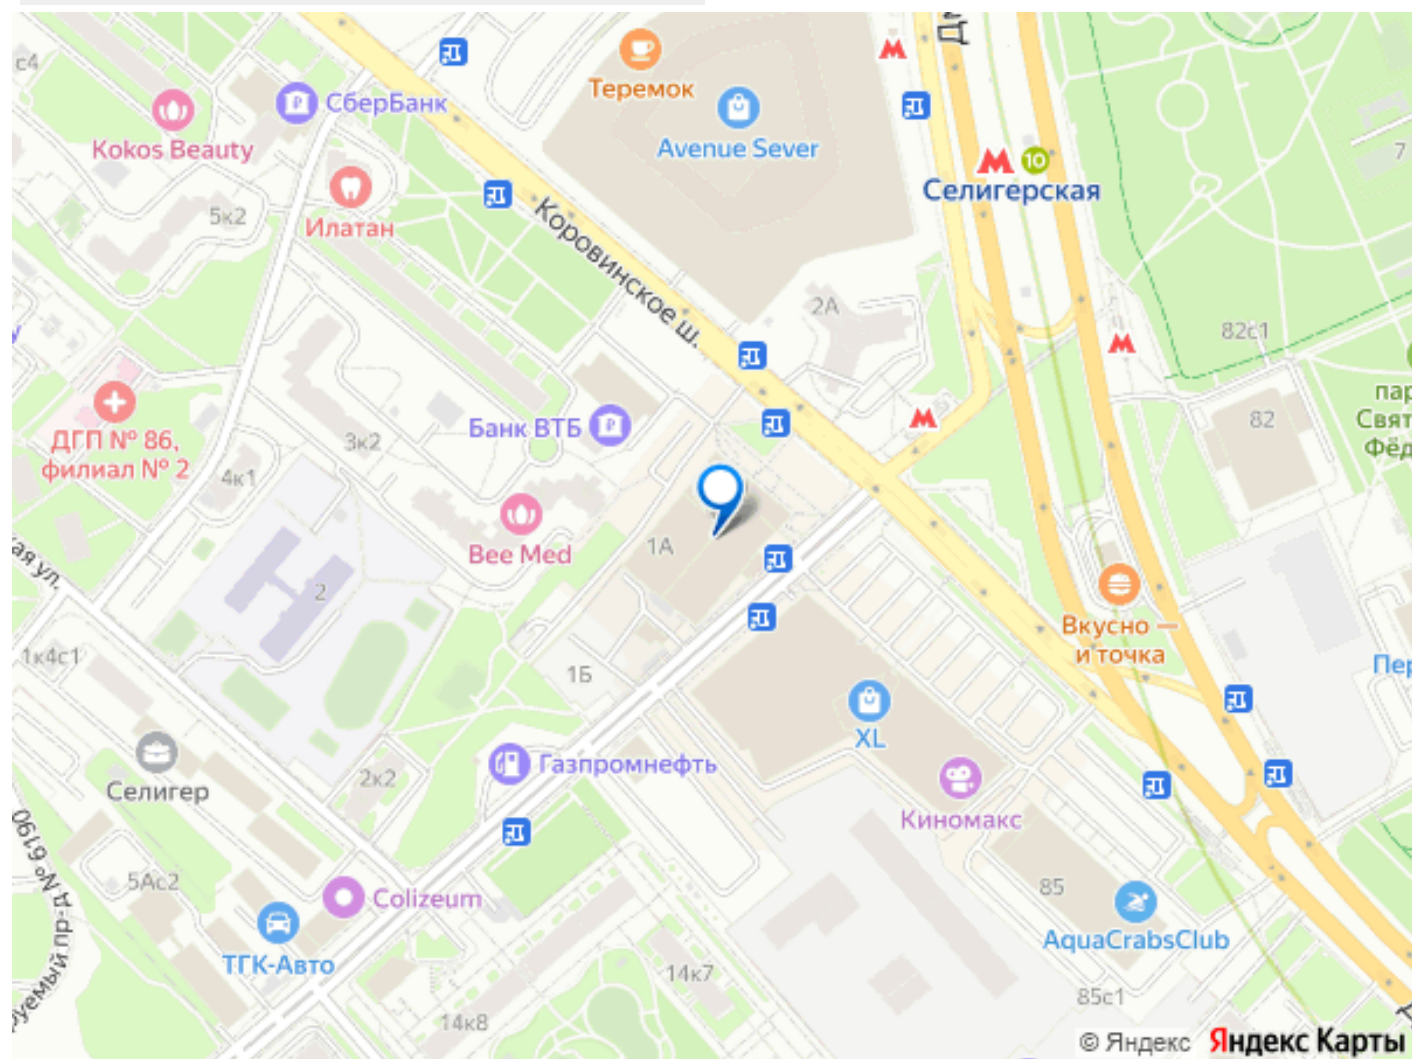 с4
СберБанк
Kokos Beauty
Теремок
Avenue Sever
10
Селигерская
7
5к2
Илатан
Коровинское ш.
2А
82с1
82
ДГП № 86,
филиал № 2
3к2
4к1
Банк ВТБ
Bee Med
1А
2
1Б
1к4с1
Вкусно —
и точка
XL
Киномакс
Газпромнефть
2к2
Селигер
5Ас2
Colizeum
ТГК-Авто
85
AquaCrabsClub
85с1
14к7
14к8
© Яндекс Яндекс Карты